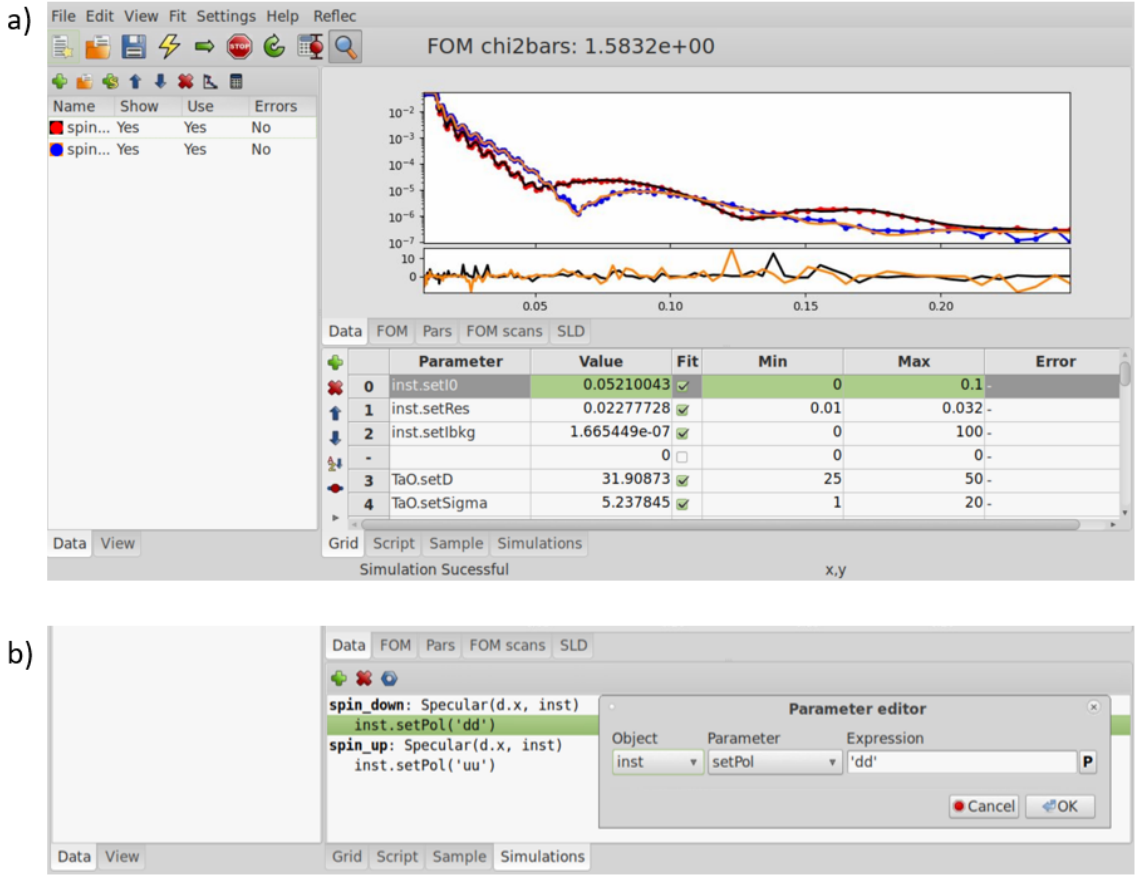 a)
File Edit View Fit Settings Help Reflec
STOP
FOM chi2bars: 1.5832e+00
Name Show Use Errors
spin... Yes Yes No
spin... Yes Yes No
10⁻²
10⁻³
10⁻⁴
10⁻⁵
10⁻⁶
10⁻⁷
10
0
0.05 0.10 0.15 0.20
Data FOM Pars FOM scans SLD
Parameter Value Fit Min Max Error
0 inst.setI0 0.05210043 0 0.1 -
1 inst.setRes 0.02277728 0.01 0.032 -
2 inst.setIbkg 1.665449e-07 0 100 -
- 0 0 0 -
3 TaO.setD 31.90873 25 50 -
4 TaO.setSigma 5.237845 1 20 -
Data View
Grid Script Sample Simulations
Simulation Sucessful x,y
b)
Data FOM Pars FOM scans SLD
spin_down: Specular(d.x, inst)
inst.setPol('dd')
spin_up: Specular(d.x, inst)
inst.setPol('uu')
Parameter editor
Object Parameter Expression
inst setPol 'dd' P
Cancel OK
Data View
Grid Script Sample Simulations